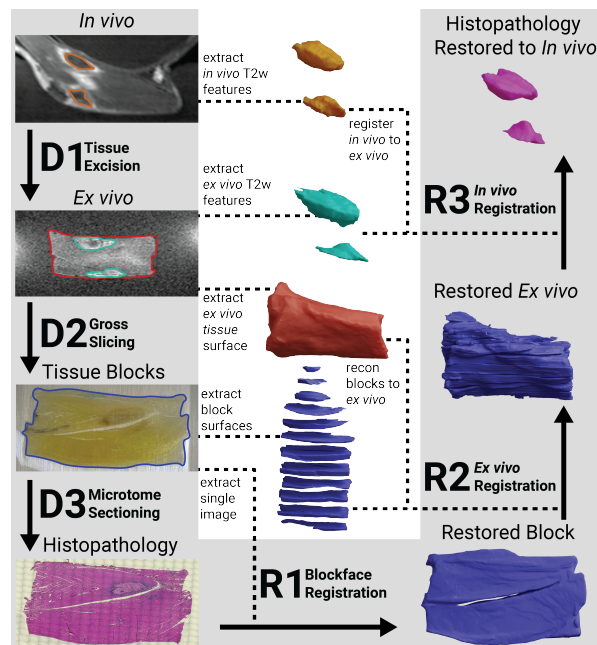 In vivo
D1 Tissue
Excision
Ex vivo
D2 Gross
Slicing
Tissue Blocks
D3 Microtome
Sectioning
Histopathology
extract
in vivo T2w
features
register
in vivo to
ex vivo
extract
ex vivo T2w
features
extract
ex vivo
tissue
surface
recon
blocks to
ex vivo
extract
block
surfaces
extract
single
image
R1 Blockface
Registration
Restored Block
R2 Ex vivo
Registration
Restored Ex vivo
R3 In vivo
Registration
Histopathology
Restored to In vivo